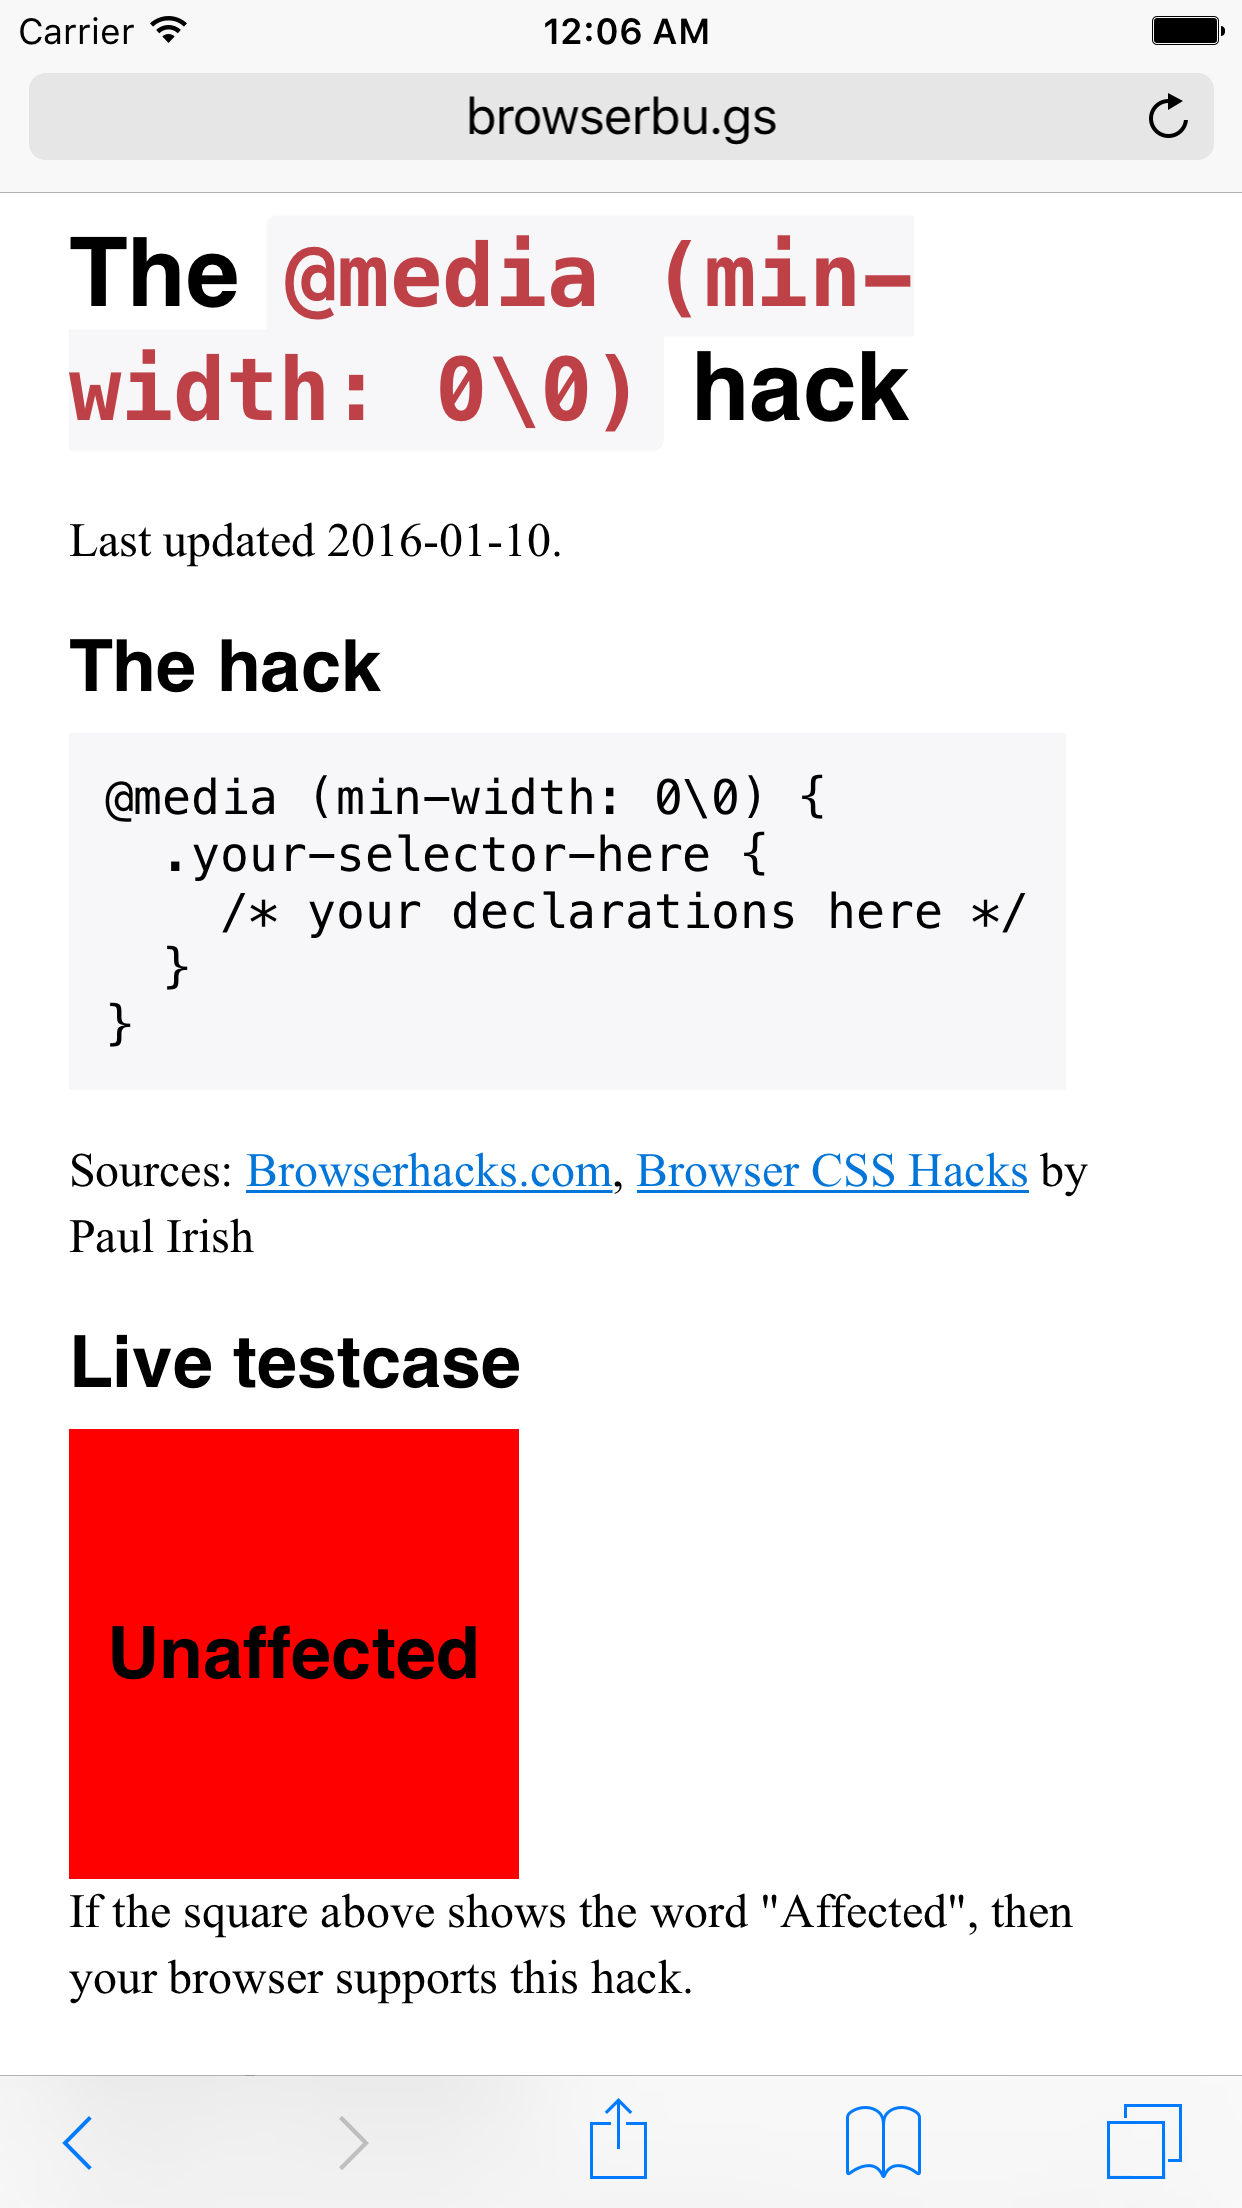 Carrier 12:06 AM
browserbu.gs
The @media (min-
width: 0\0) hack
Last updated 2016-01-10.
The hack
@media (min-width: 0\0) {
  .your-selector-here {
    /* your declarations here */
  }
}
Sources: Browserhacks.com, Browser CSS Hacks by
Paul Irish
Live testcase
Unaffected
If the square above shows the word "Affected", then
your browser supports this hack.